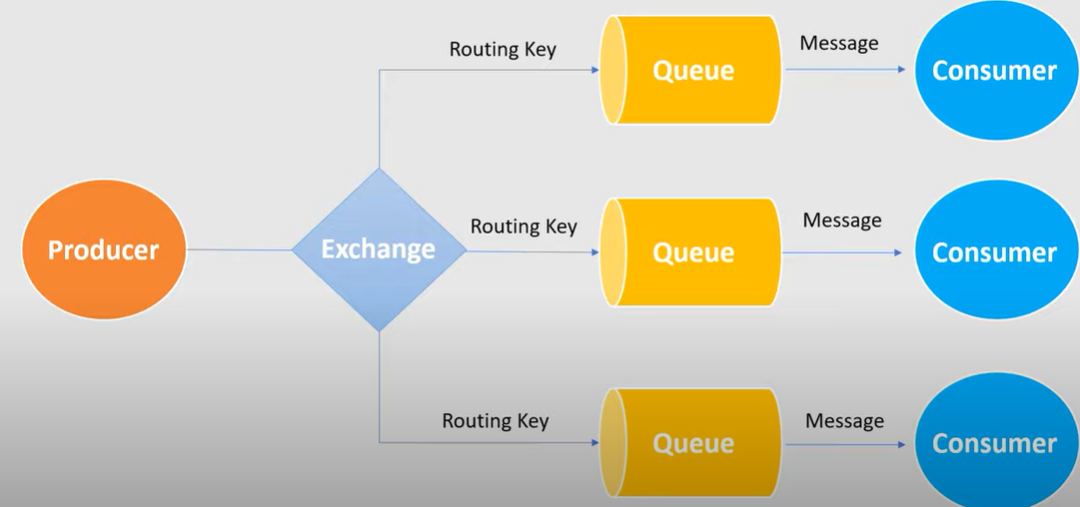 Routing Key
Queue
Message
Consumer
Producer
Exchange
Routing Key
Queue
Message
Consumer
Routing Key
Queue
Message
Consumer